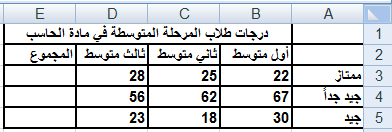 A B C D E
1 درجات طلاب المرحلة المتوسطة في مادة الحاسب
2 أول متوسط ثاني متوسط ثالث متوسط المجموع
3 ممتاز 22 25 28
4 جيد جداً 67 62 56
5 جيد 30 18 23